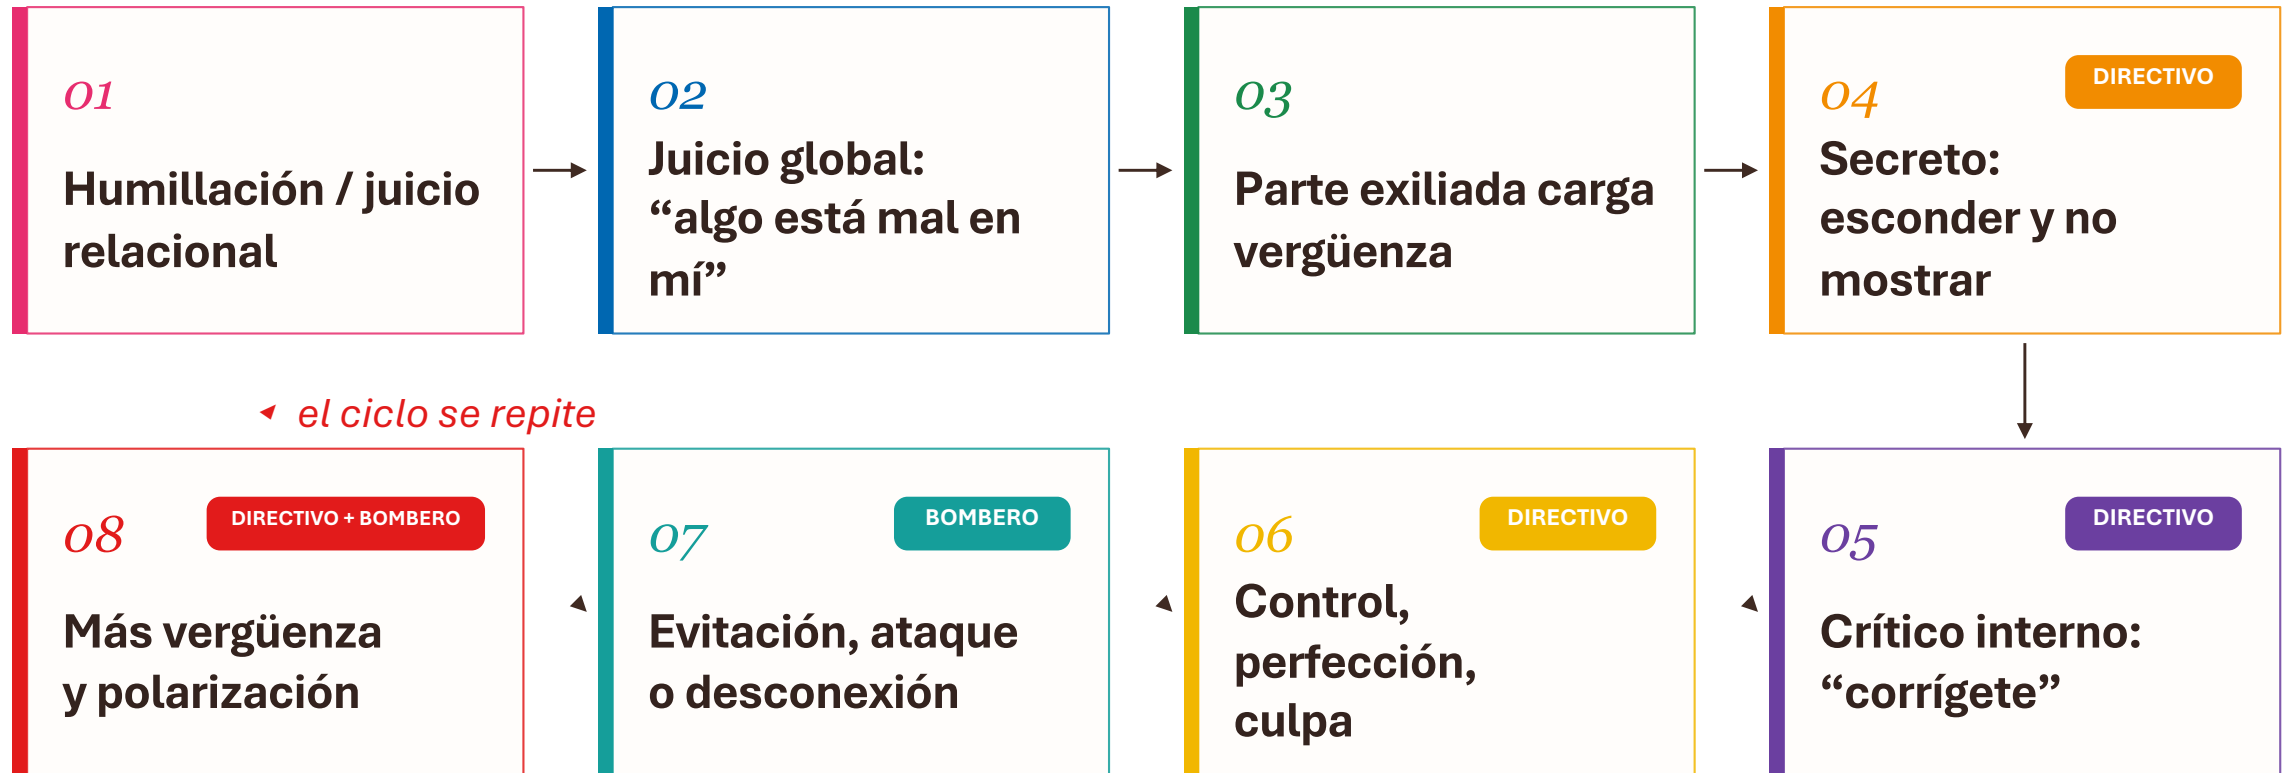 01
Humillación / juicio
relacional
02
Juicio global:
“algo está mal en
mí”
03
Parte exiliada carga
vergüenza
04
DIRECTIVO
Secreto:
esconder y no
mostrar
el ciclo se repite
08
DIRECTIVO + BOMBERO
Más vergüenza
y polarización
07
BOMBERO
Evitación, ataque
o desconexión
06
DIRECTIVO
Control,
perfección,
culpa
05
DIRECTIVO
Crítico interno:
“corrígete”